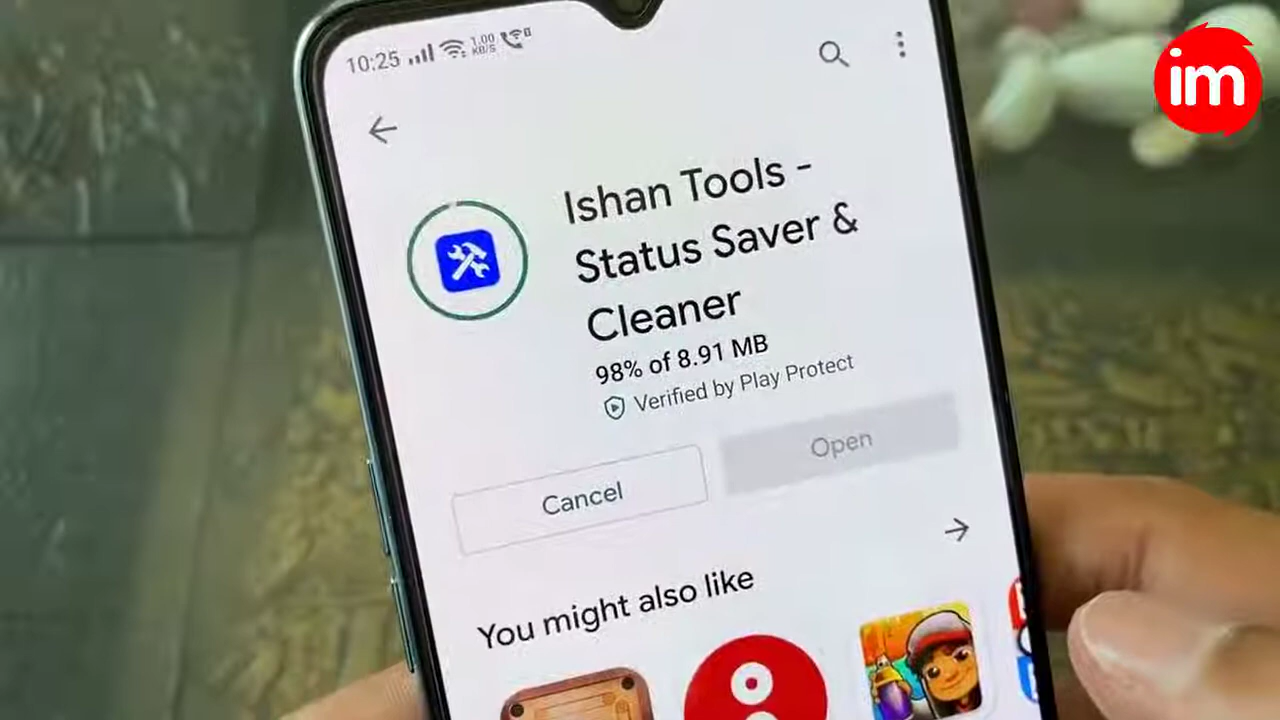 10:25
1.00
KB/S
im
Ishan Tools -
Status Saver &
Cleaner
98% of 8.91 MB
Verified by Play Protect
Cancel
Open
You might also like